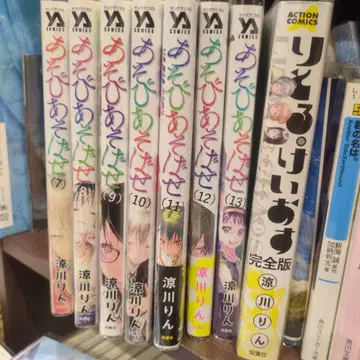 YA
COMICS
あそびあそばせ
(7)
涼川りん
YA
COMICS
あそびあそばせ
涼川りん
YA
COMICS
あそびあそばせ
(9)
涼川りん
YA
COMICS
あそびあそばせ
(10)
涼川りん
YA
COMICS
あそびあそばせ
(11)
涼川りん
YA
COMICS
あそびあそばせ
(12)
涼川りん
YA
COMICS
あそびあそばせ
(13)
涼川りん
ACTION
COMICS
りとる・けいおす
完全版
涼川りん
双葉社
君の名は。